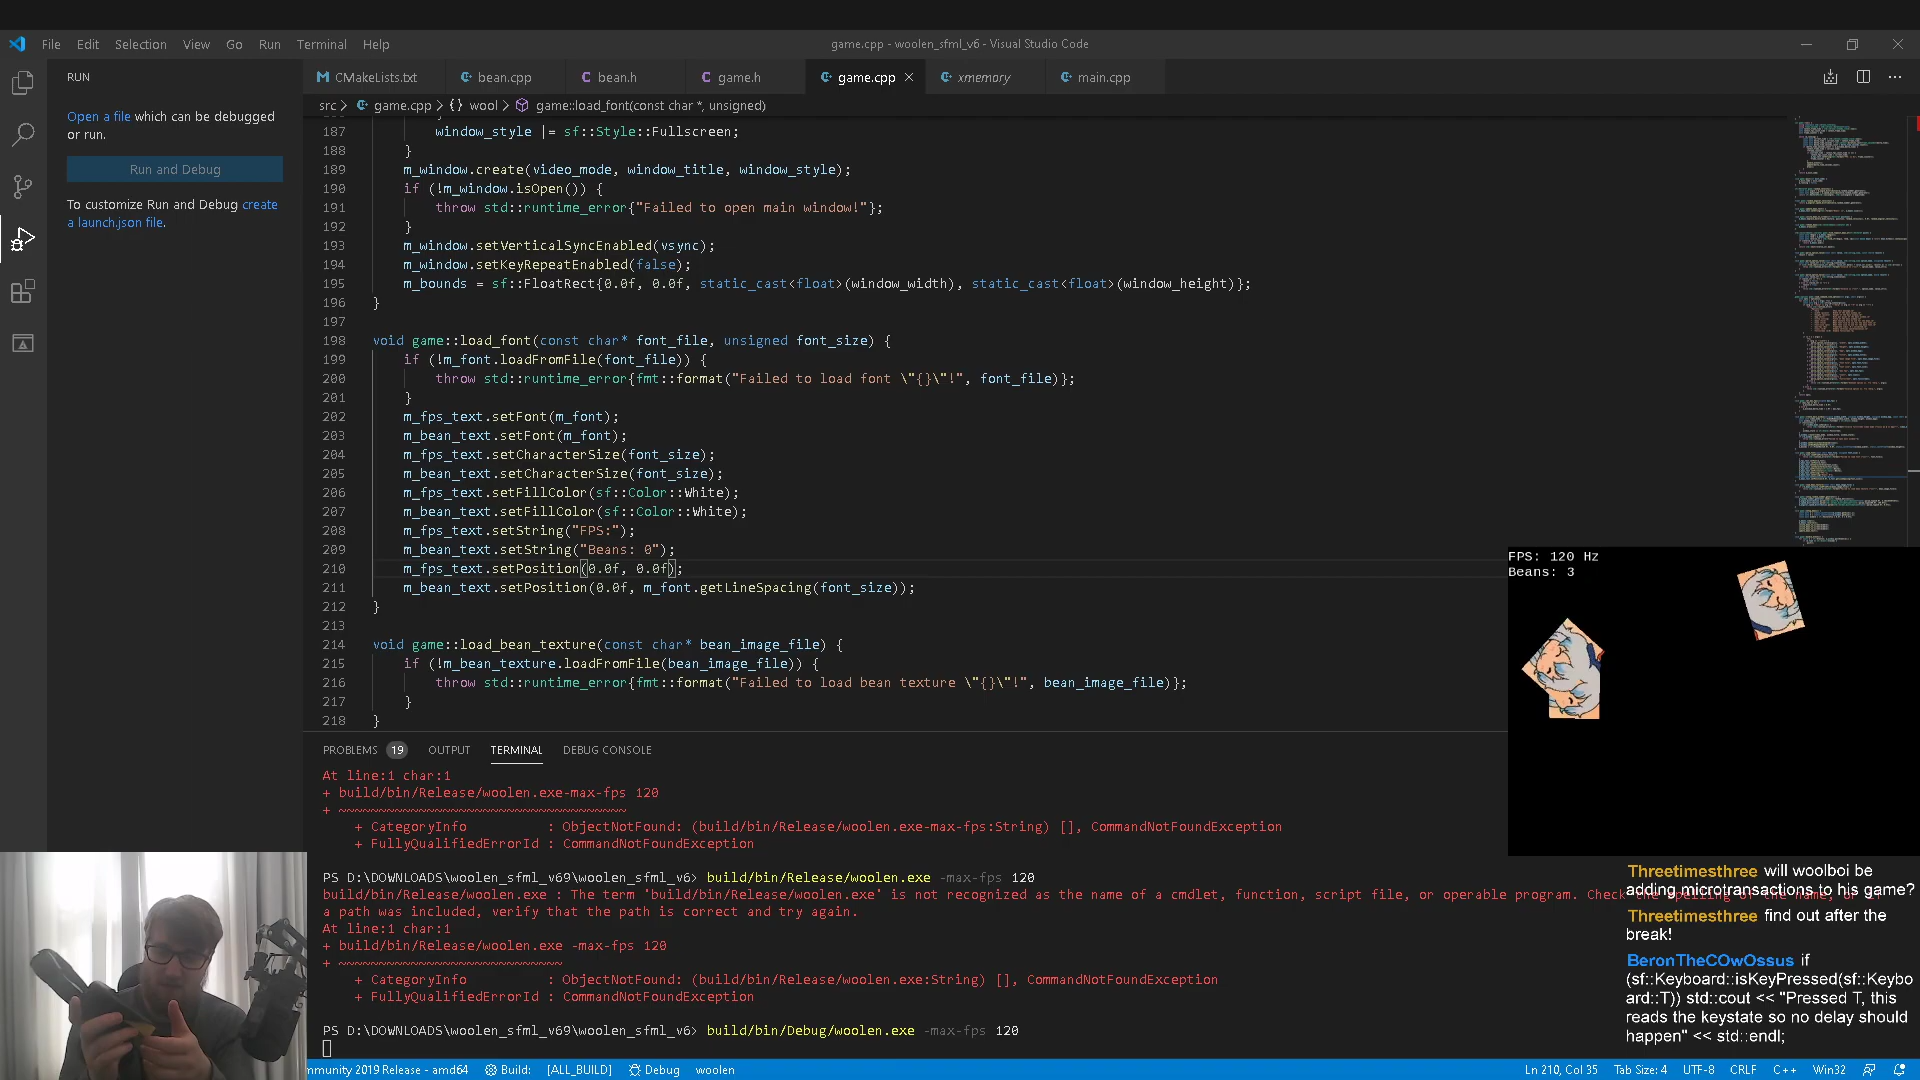 File Edit Selection View Go Run Terminal Help
game.cpp - woolen_sfml_v6 - Visual Studio Code
RUN
Open a file which can be debugged
or run.
Run and Debug
To customize Run and Debug create
a launch.json file.
CMakeLists.txt bean.cpp bean.h game.h game.cpp xmemory main.cpp
src > game.cpp > {} wool > game::load_font(const char *, unsigned)
187 window_style |= sf::Style::Fullscreen;
188 }
189 m_window.create(video_mode, window_title, window_style);
190 if (!m_window.isOpen()) {
191 throw std::runtime_error{"Failed to open main window!"};
192 }
193 m_window.setVerticalSyncEnabled(vsync);
194 m_window.setKeyRepeatEnabled(false);
195 m_bounds = sf::FloatRect{0.0f, 0.0f, static_cast<float>(window_width), static_cast<float>(window_height)};
196 }
197
198 void game::load_font(const char* font_file, unsigned font_size) {
199 if (!m_font.loadFromFile(font_file)) {
200 throw std::runtime_error{fmt::format("Failed to load font \"{}\"!", font_file)};
201 }
202 m_fps_text.setFont(m_font);
203 m_bean_text.setFont(m_font);
204 m_fps_text.setCharacterSize(font_size);
205 m_bean_text.setCharacterSize(font_size);
206 m_fps_text.setFillColor(sf::Color::White);
207 m_bean_text.setFillColor(sf::Color::White);
208 m_fps_text.setString("FPS:");
209 m_bean_text.setString("Beans: 0");
210 m_fps_text.setPosition(0.0f, 0.0f);
211 m_bean_text.setPosition(0.0f, m_font.getLineSpacing(font_size));
212 }
213
214 void game::load_bean_texture(const char* bean_image_file) {
215 if (!m_bean_texture.loadFromFile(bean_image_file)) {
216 throw std::runtime_error{fmt::format("Failed to load bean texture \"{}\"!", bean_image_file)};
217 }
218 }
FPS: 120 Hz
Beans: 3
PROBLEMS 19 OUTPUT TERMINAL DEBUG CONSOLE
At line:1 char:1
+ build/bin/Release/woolen.exe-max-fps 120
+ ~~~~~~~~~~~~~~~~~~~~~~~~~~~~~~~~~~~~
+ CategoryInfo : ObjectNotFound: (build/bin/Release/woolen.exe-max-fps:String) [], CommandNotFoundException
+ FullyQualifiedErrorId : CommandNotFoundException
PS D:\DOWNLOADS\woolen_sfml_v69\woolen_sfml_v6> build/bin/Release/woolen.exe -max-fps 120
build/bin/Release/woolen.exe : The term 'build/bin/Release/woolen.exe' is not recognized as the name of a cmdlet, function, script file, or operable program. Check the spelling of the name, or if
a path was included, verify that the path is correct and try again.
At line:1 char:1
+ build/bin/Release/woolen.exe -max-fps 120
+ ~~~~~~~~~~~~~~~~~~~~~~~~~~~~
+ CategoryInfo : ObjectNotFound: (build/bin/Release/woolen.exe:String) [], CommandNotFoundException
+ FullyQualifiedErrorId : CommandNotFoundException
PS D:\DOWNLOADS\woolen_sfml_v69\woolen_sfml_v6> build/bin/Debug/woolen.exe -max-fps 120
Threetimesthree will woolboi be
adding microtransactions to his game?
Threetimesthree find out after the
break!
BeronTheCOwOssus if
(sf::Keyboard::isKeyPressed(sf::Keybo
ard::T)) std::cout << "Pressed T, this
reads the keystate so no delay should
happen" << std::endl;
mmunity 2019 Release - amd64 Build: [ALL_BUILD] Debug woolen
Ln 210, Col 35 Tab Size: 4 UTF-8 CRLF C++ Win32